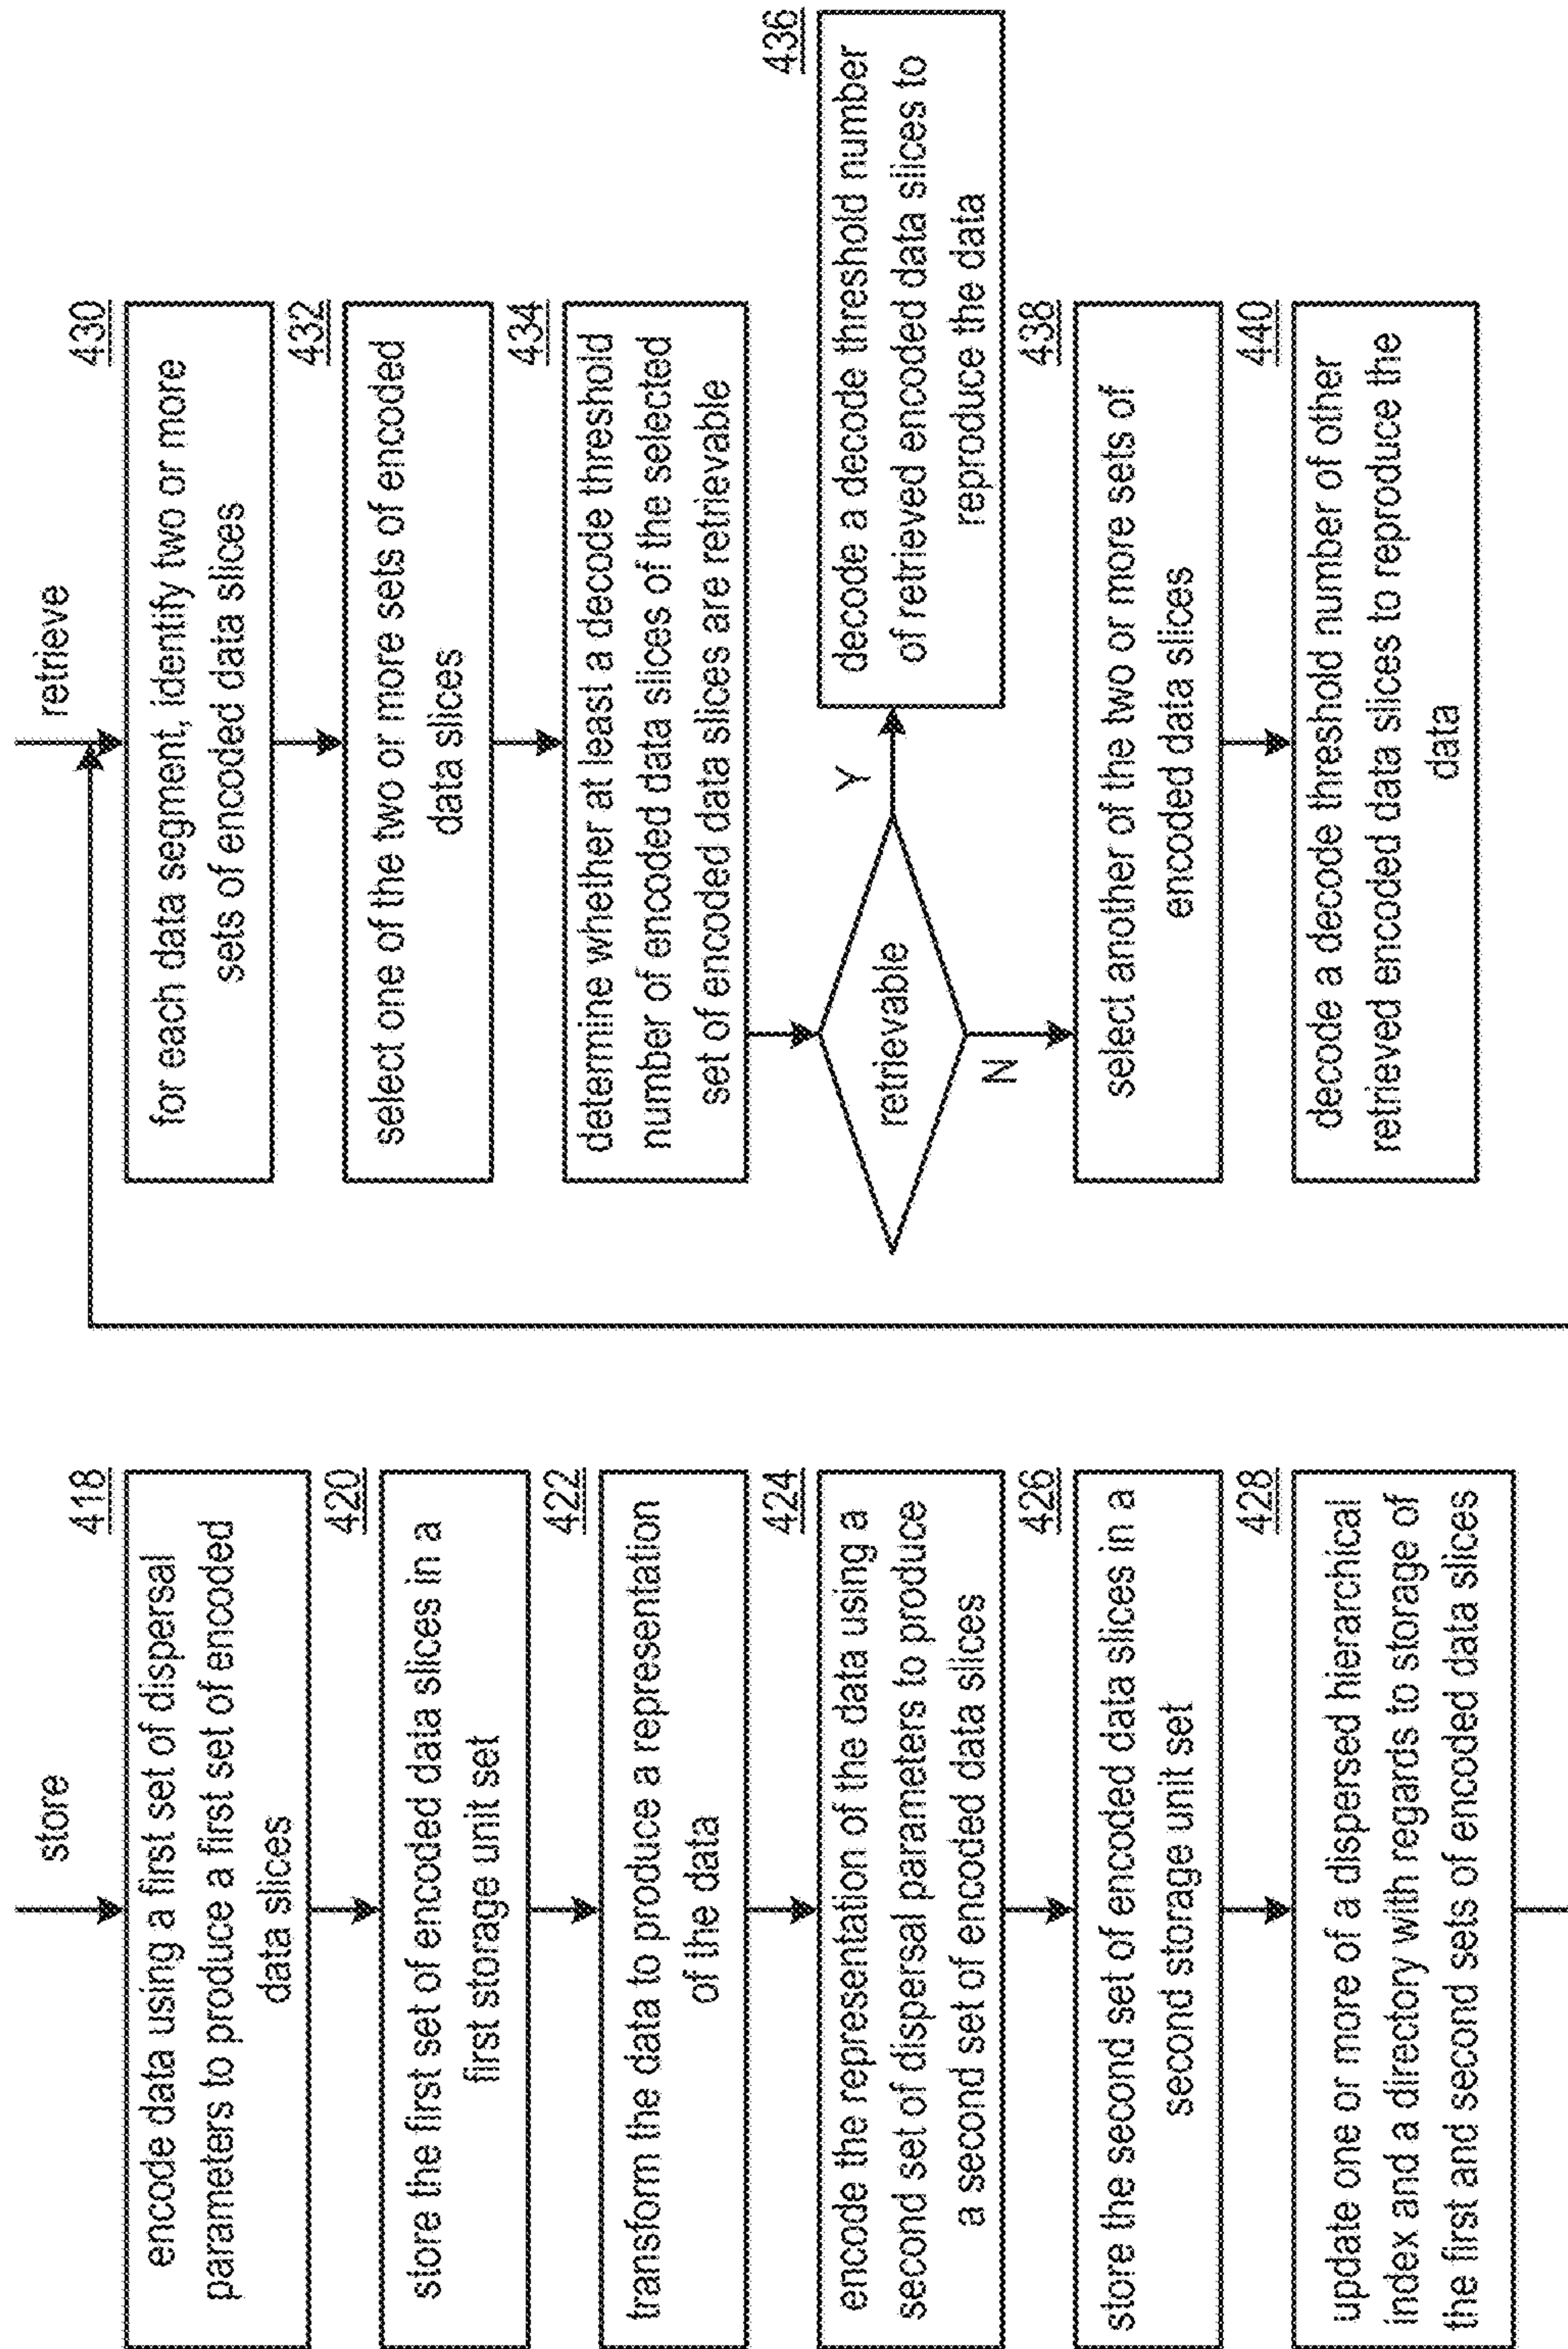 store
418
encode data using a first set of dispersal
parameters to produce a first set of encoded
data slices
420
store the first set of encoded data slices in a
first storage unit set
422
transform the data to produce a representation
of the data
424
encode the representation of the data using a
second set of dispersal parameters to produce
a second set of encoded data slices
426
store the second set of encoded data slices in a
second storage unit set
428
update one or more of a dispersed hierarchical
index and a directory with regards to storage of
the first and second sets of encoded data slices
retrieve
430
for each data segment, identify two or more
sets of encoded data slices
432
select one of the two or more sets of encoded
data slices
434
determine whether at least a decode threshold
number of encoded data slices of the selected
set of encoded data slices are retrievable
retrievable
Y
N
436
decode a decode threshold number
of retrieved encoded data slices to
reproduce the data
438
select another of the two or more sets of
encoded data slices
440
decode a decode threshold number of other
retrieved encoded data slices to reproduce the
data